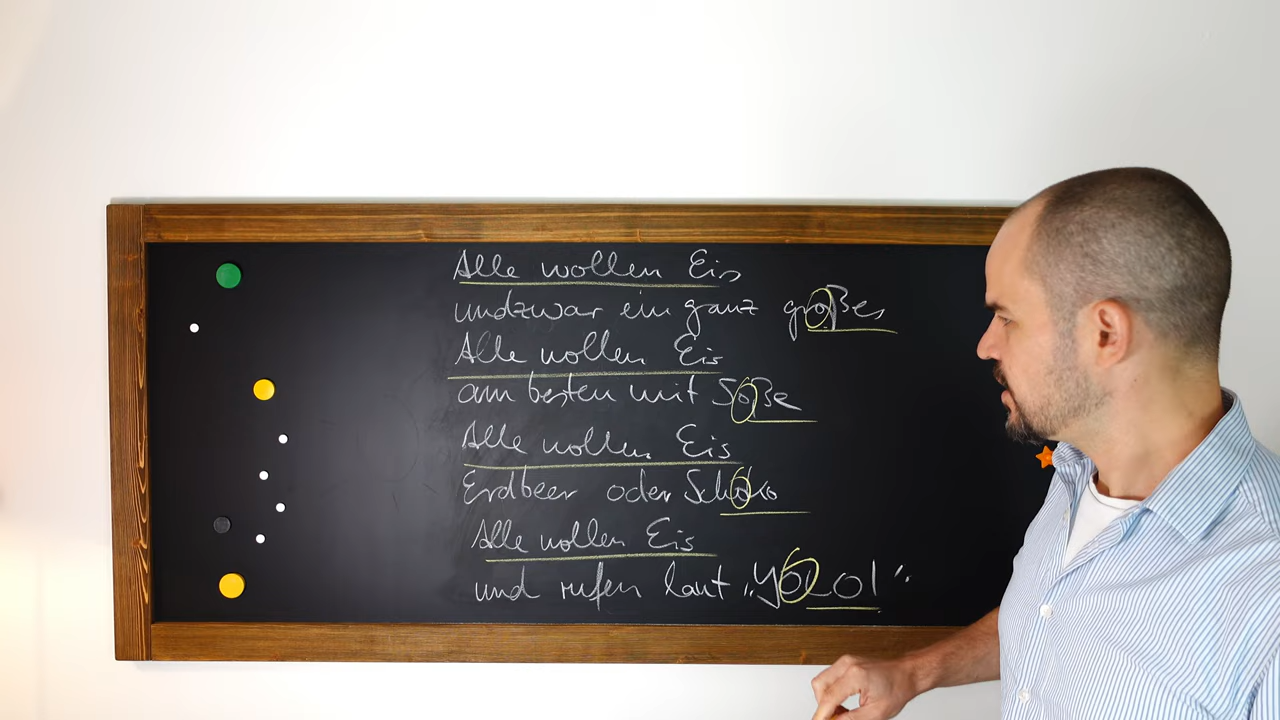 Alle wollen Eis
undzwar ein ganz großes
Alle wollen Eis
am besten mit Soße
Alle wollen Eis
Erdbeer oder Schoko
Alle wollen Eis
und rufen laut „YOLO!“